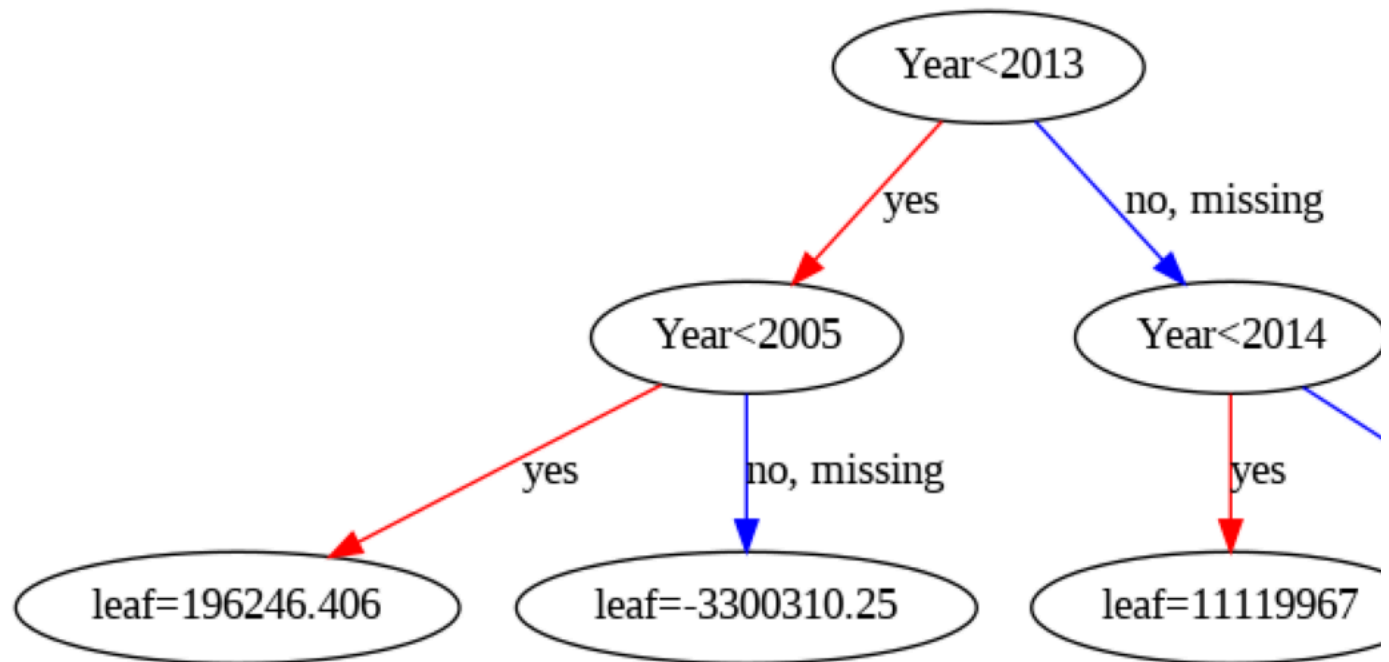 Year<2013
yes
no, missing
Year<2005
Year<2014
yes
no, missing
yes
leaf=196246.406
leaf=-3300310.25
leaf=11119967